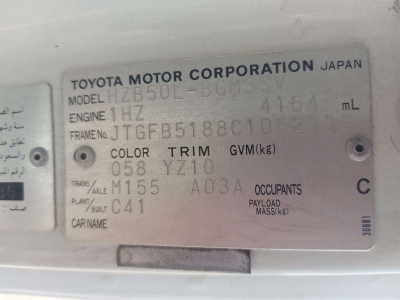 TOYOTA MOTOR CORPORATION JAPAN
MODEL HZB50L-BGMSSV
ENGINE 1HZ 4164 mL
FRAME No.
COLOR TRIM GVM(kg)
058 YZ10
TRANS/AXLE M155 A03A OCCUPANTS C
PLANT/BUILT C41 PAYLOAD MASS(kg)
CAR NAME
30861